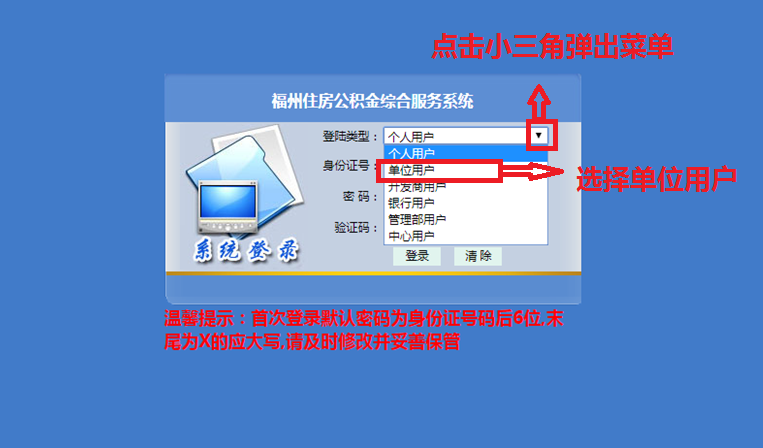 点击小三角弹出菜单
福州住房公积金综合服务系统
登陆类型： 个人用户
个人用户
身份证号： 单位用户
选择单位用户
开发商用户
密 码： 银行用户
管理部用户
验证码：
中心用户
系统登录
登录 清 除
温馨提示：首次登录默认密码为身份证号码后6位,末
尾为X的应大写,请及时修改并妥善保管